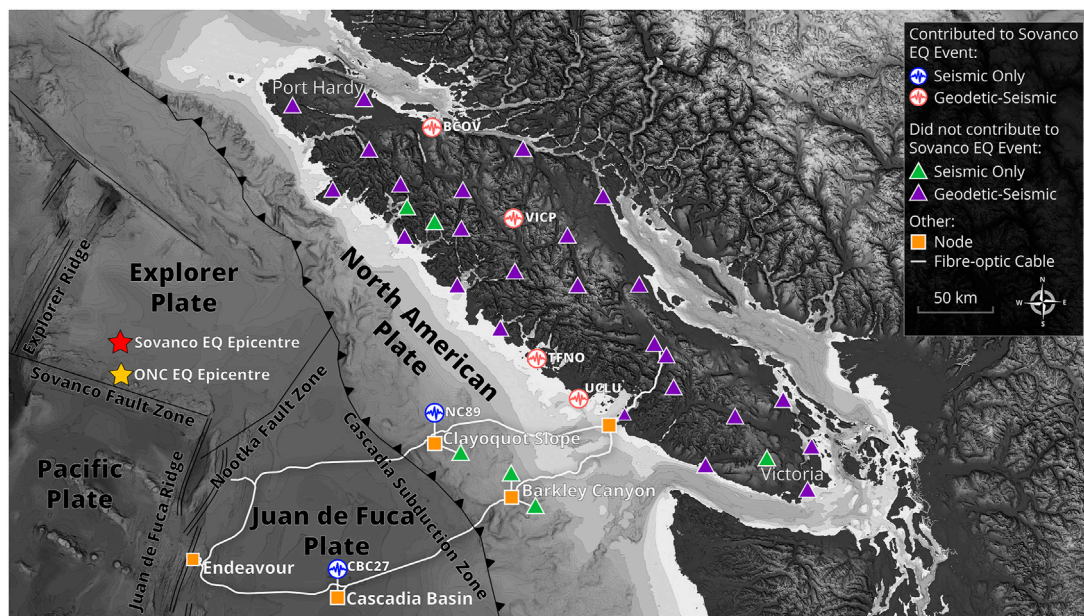 Contributed to Sovanco
EQ Event:
Seismic Only
Geodetic-Seismic
Did not contribute to
Sovanco EQ Event:
Seismic Only
Geodetic-Seismic
Other:
Node
Fibre-optic Cable
50 km
N
W
E
S
Port Hardy
BCOV
VICP
Explorer
Plate
Explorer Ridge
North American
Plate
Sovanco EQ Epicentre
ONC EQ Epicentre
TFNO
UCLU
Sovanco Fault Zone
Nootka Fault Zone
Cascadia Subduction Zone
NC89
Clayoquot Slope
Barkley Canyon
Victoria
Pacific
Plate
Juan de Fuca Ridge
Juan de Fuca
Plate
Endeavour
CBC27
Cascadia Basin